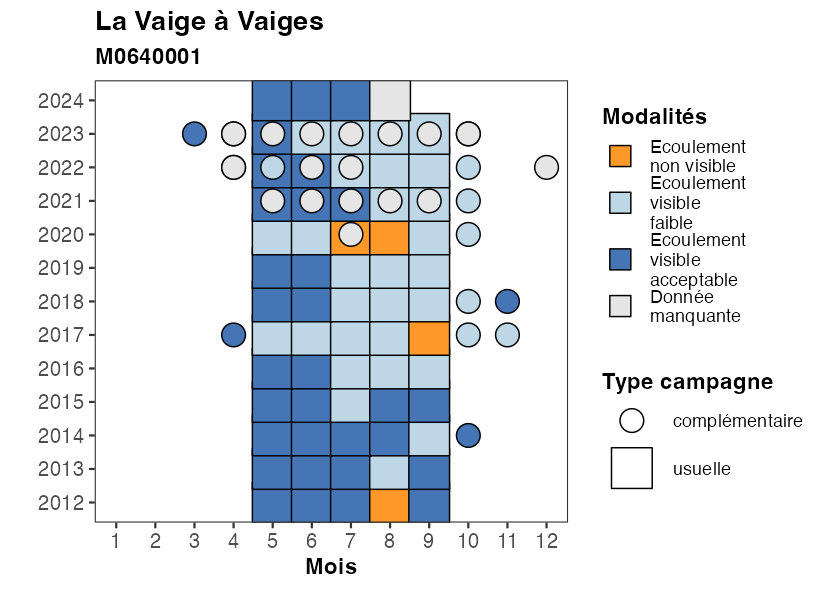 La Vaige à Vaiges
M0640001
2024
2023
2022
2021
2020
2019
2018
2017
2016
2015
2014
2013
2012
1 2 3 4 5 6 7 8 9 10 11 12
Mois
Modalités
Ecoulement
non visible
Ecoulement
visible
faible
Ecoulement
visible
acceptable
Donnée
manquante
Type campagne
complémentaire
usuelle